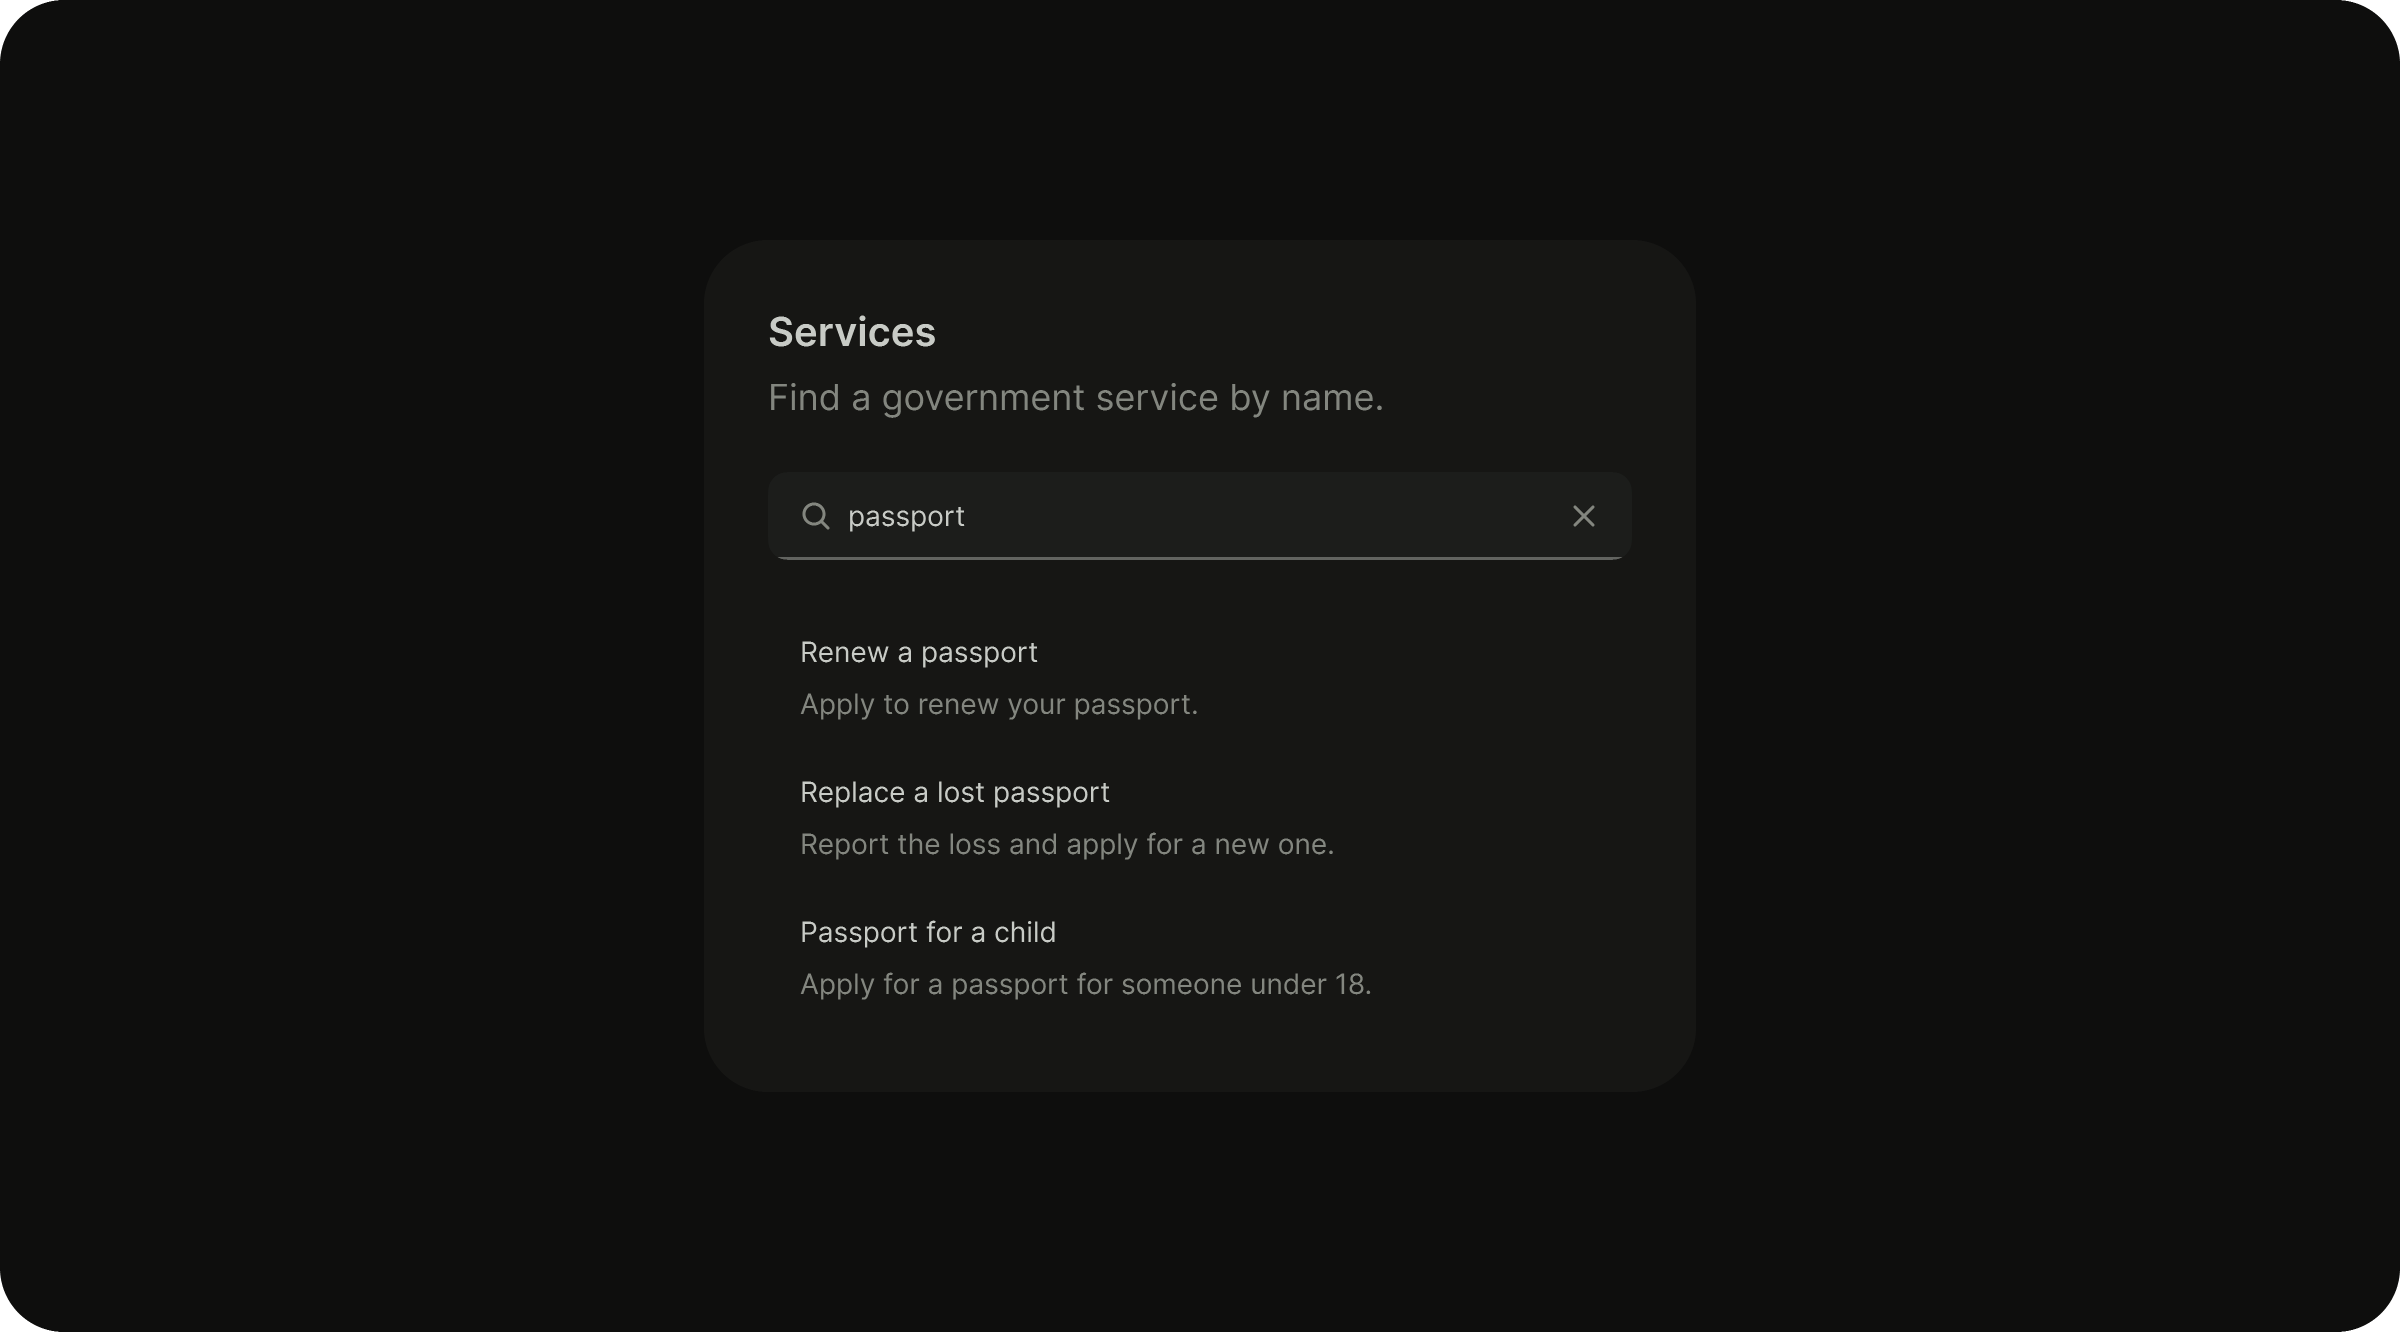 Services
Find a government service by name.
passport
Renew a passport
Apply to renew your passport.
Replace a lost passport
Report the loss and apply for a new one.
Passport for a child
Apply for a passport for someone under 18.